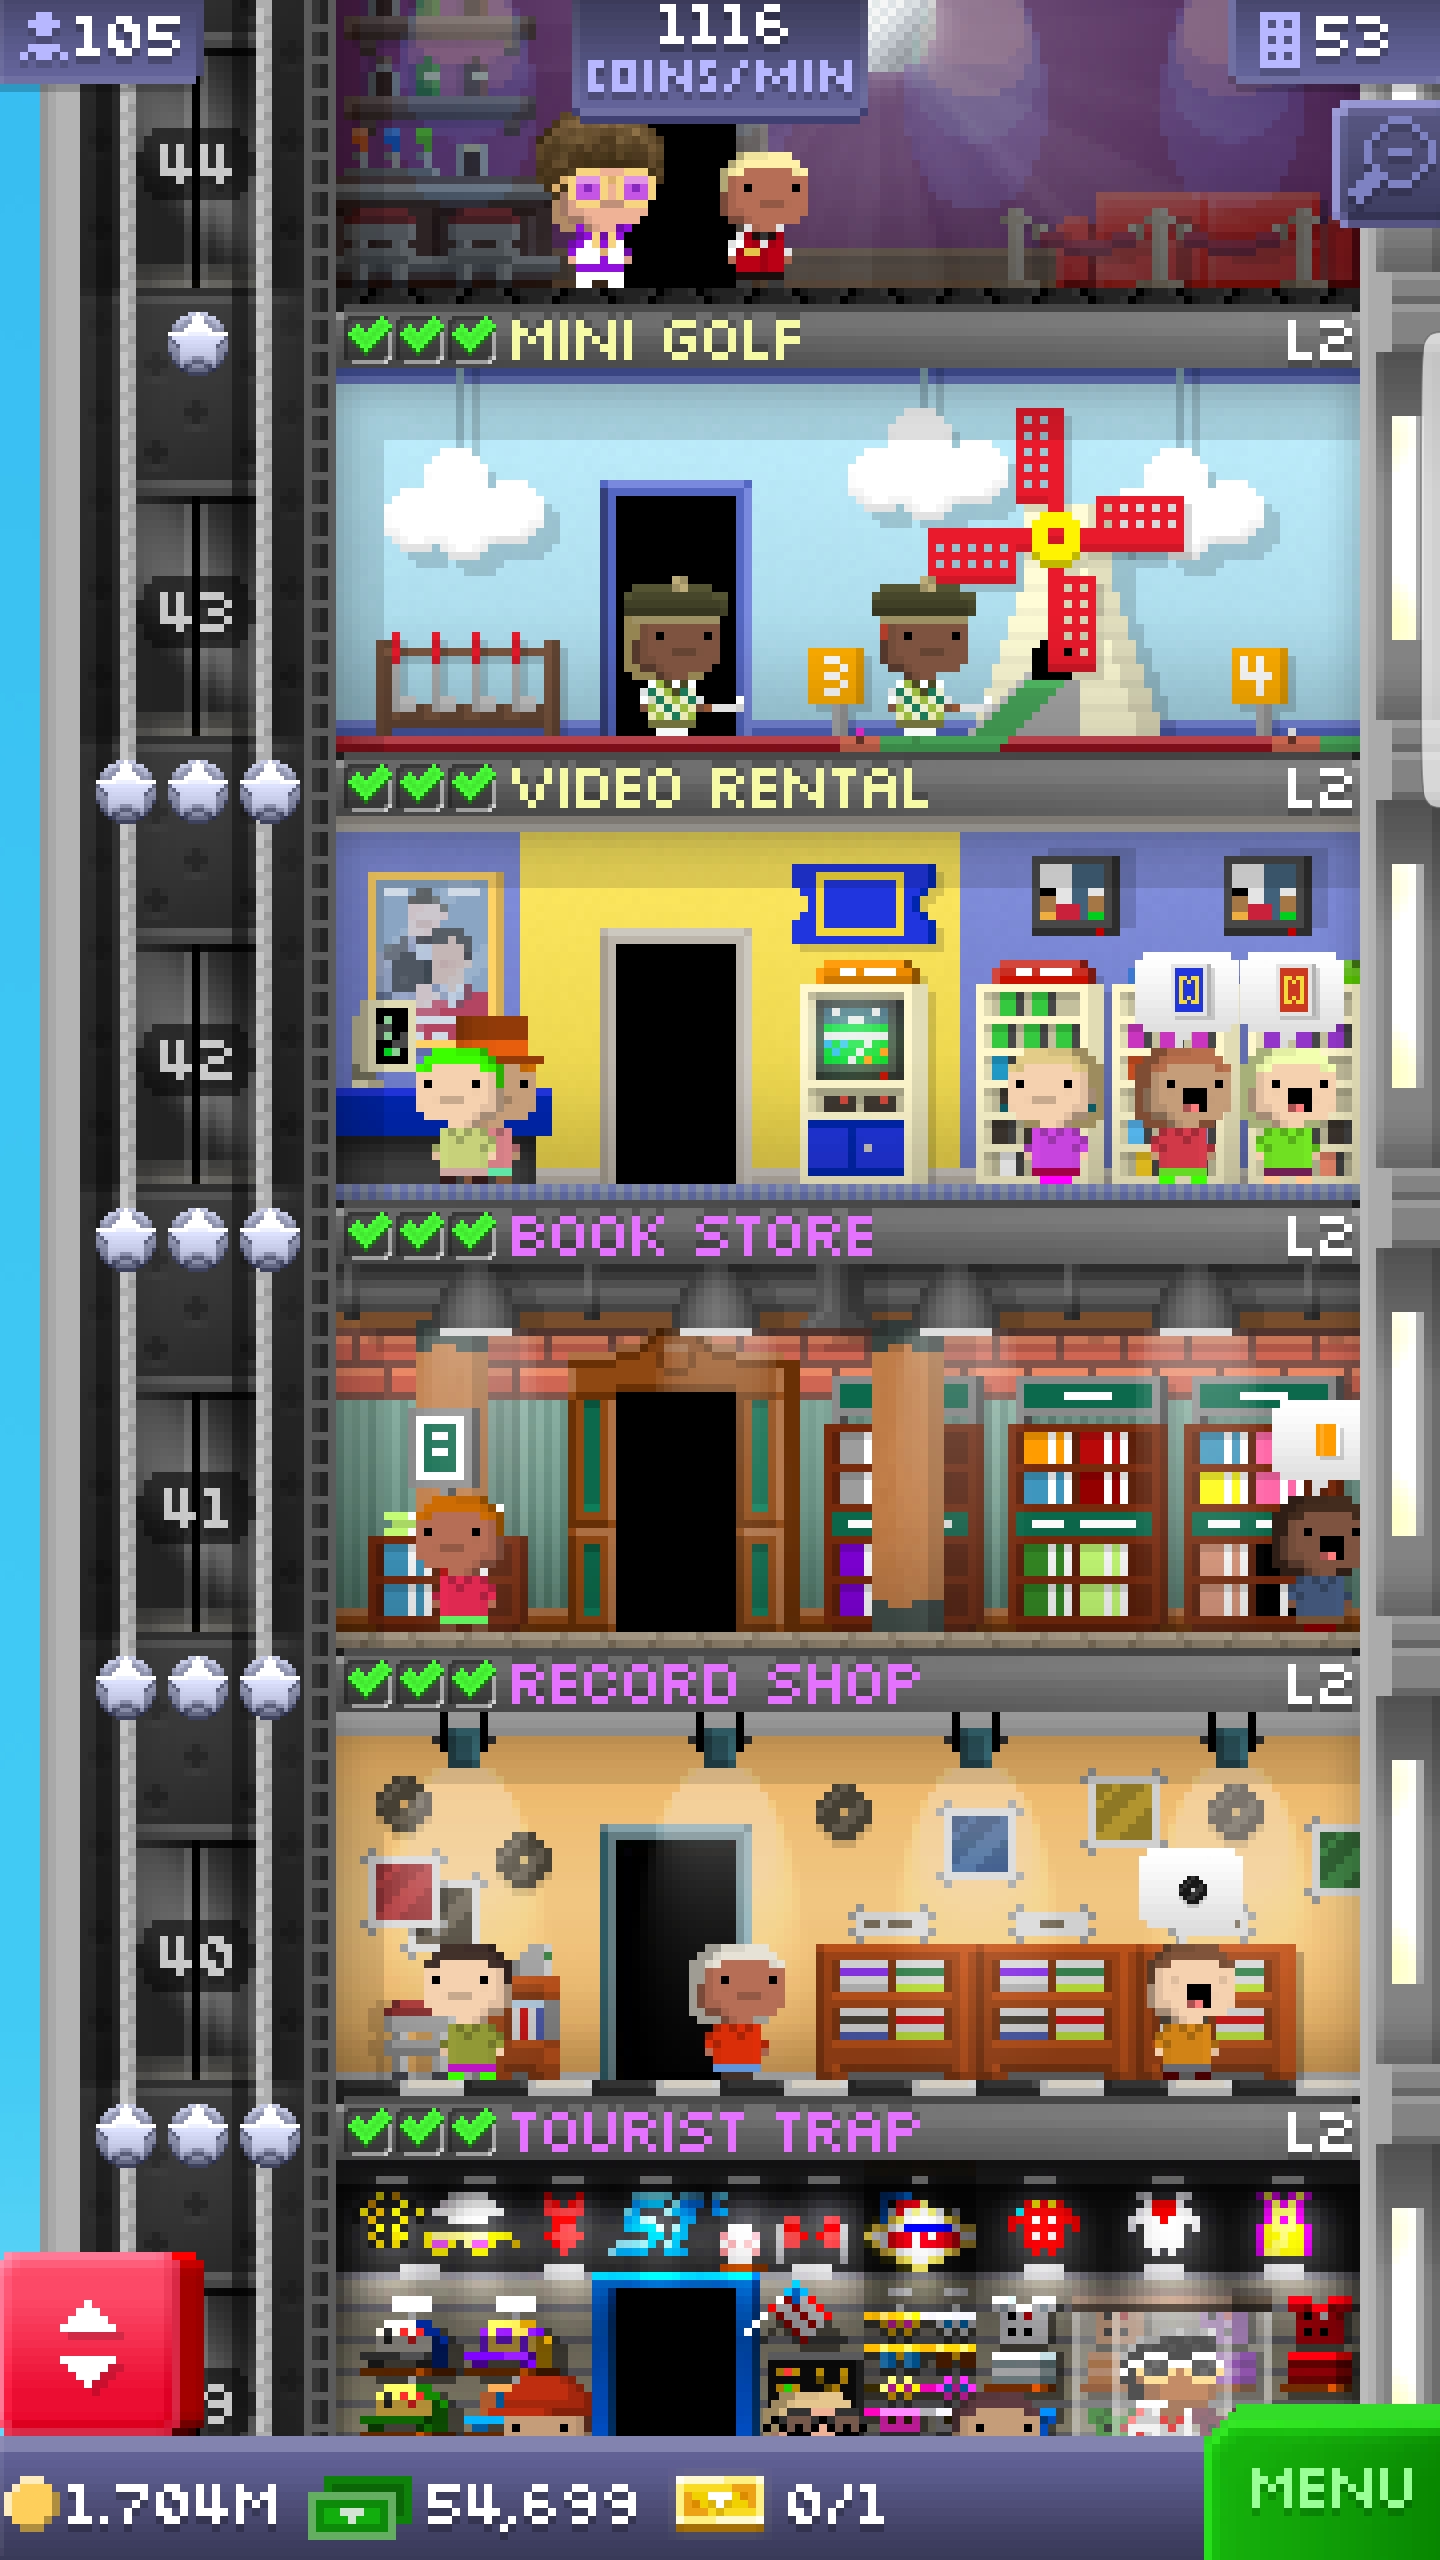 105
1116
COINS/MIN
53
44
MINI GOLF L2
43
3
4
VIDEO RENTAL L2
42
BOOK STORE L2
41
RECORD SHOP L2
40
TOURIST TRAP L2
9
1.704M 54,699 0/1
MENU